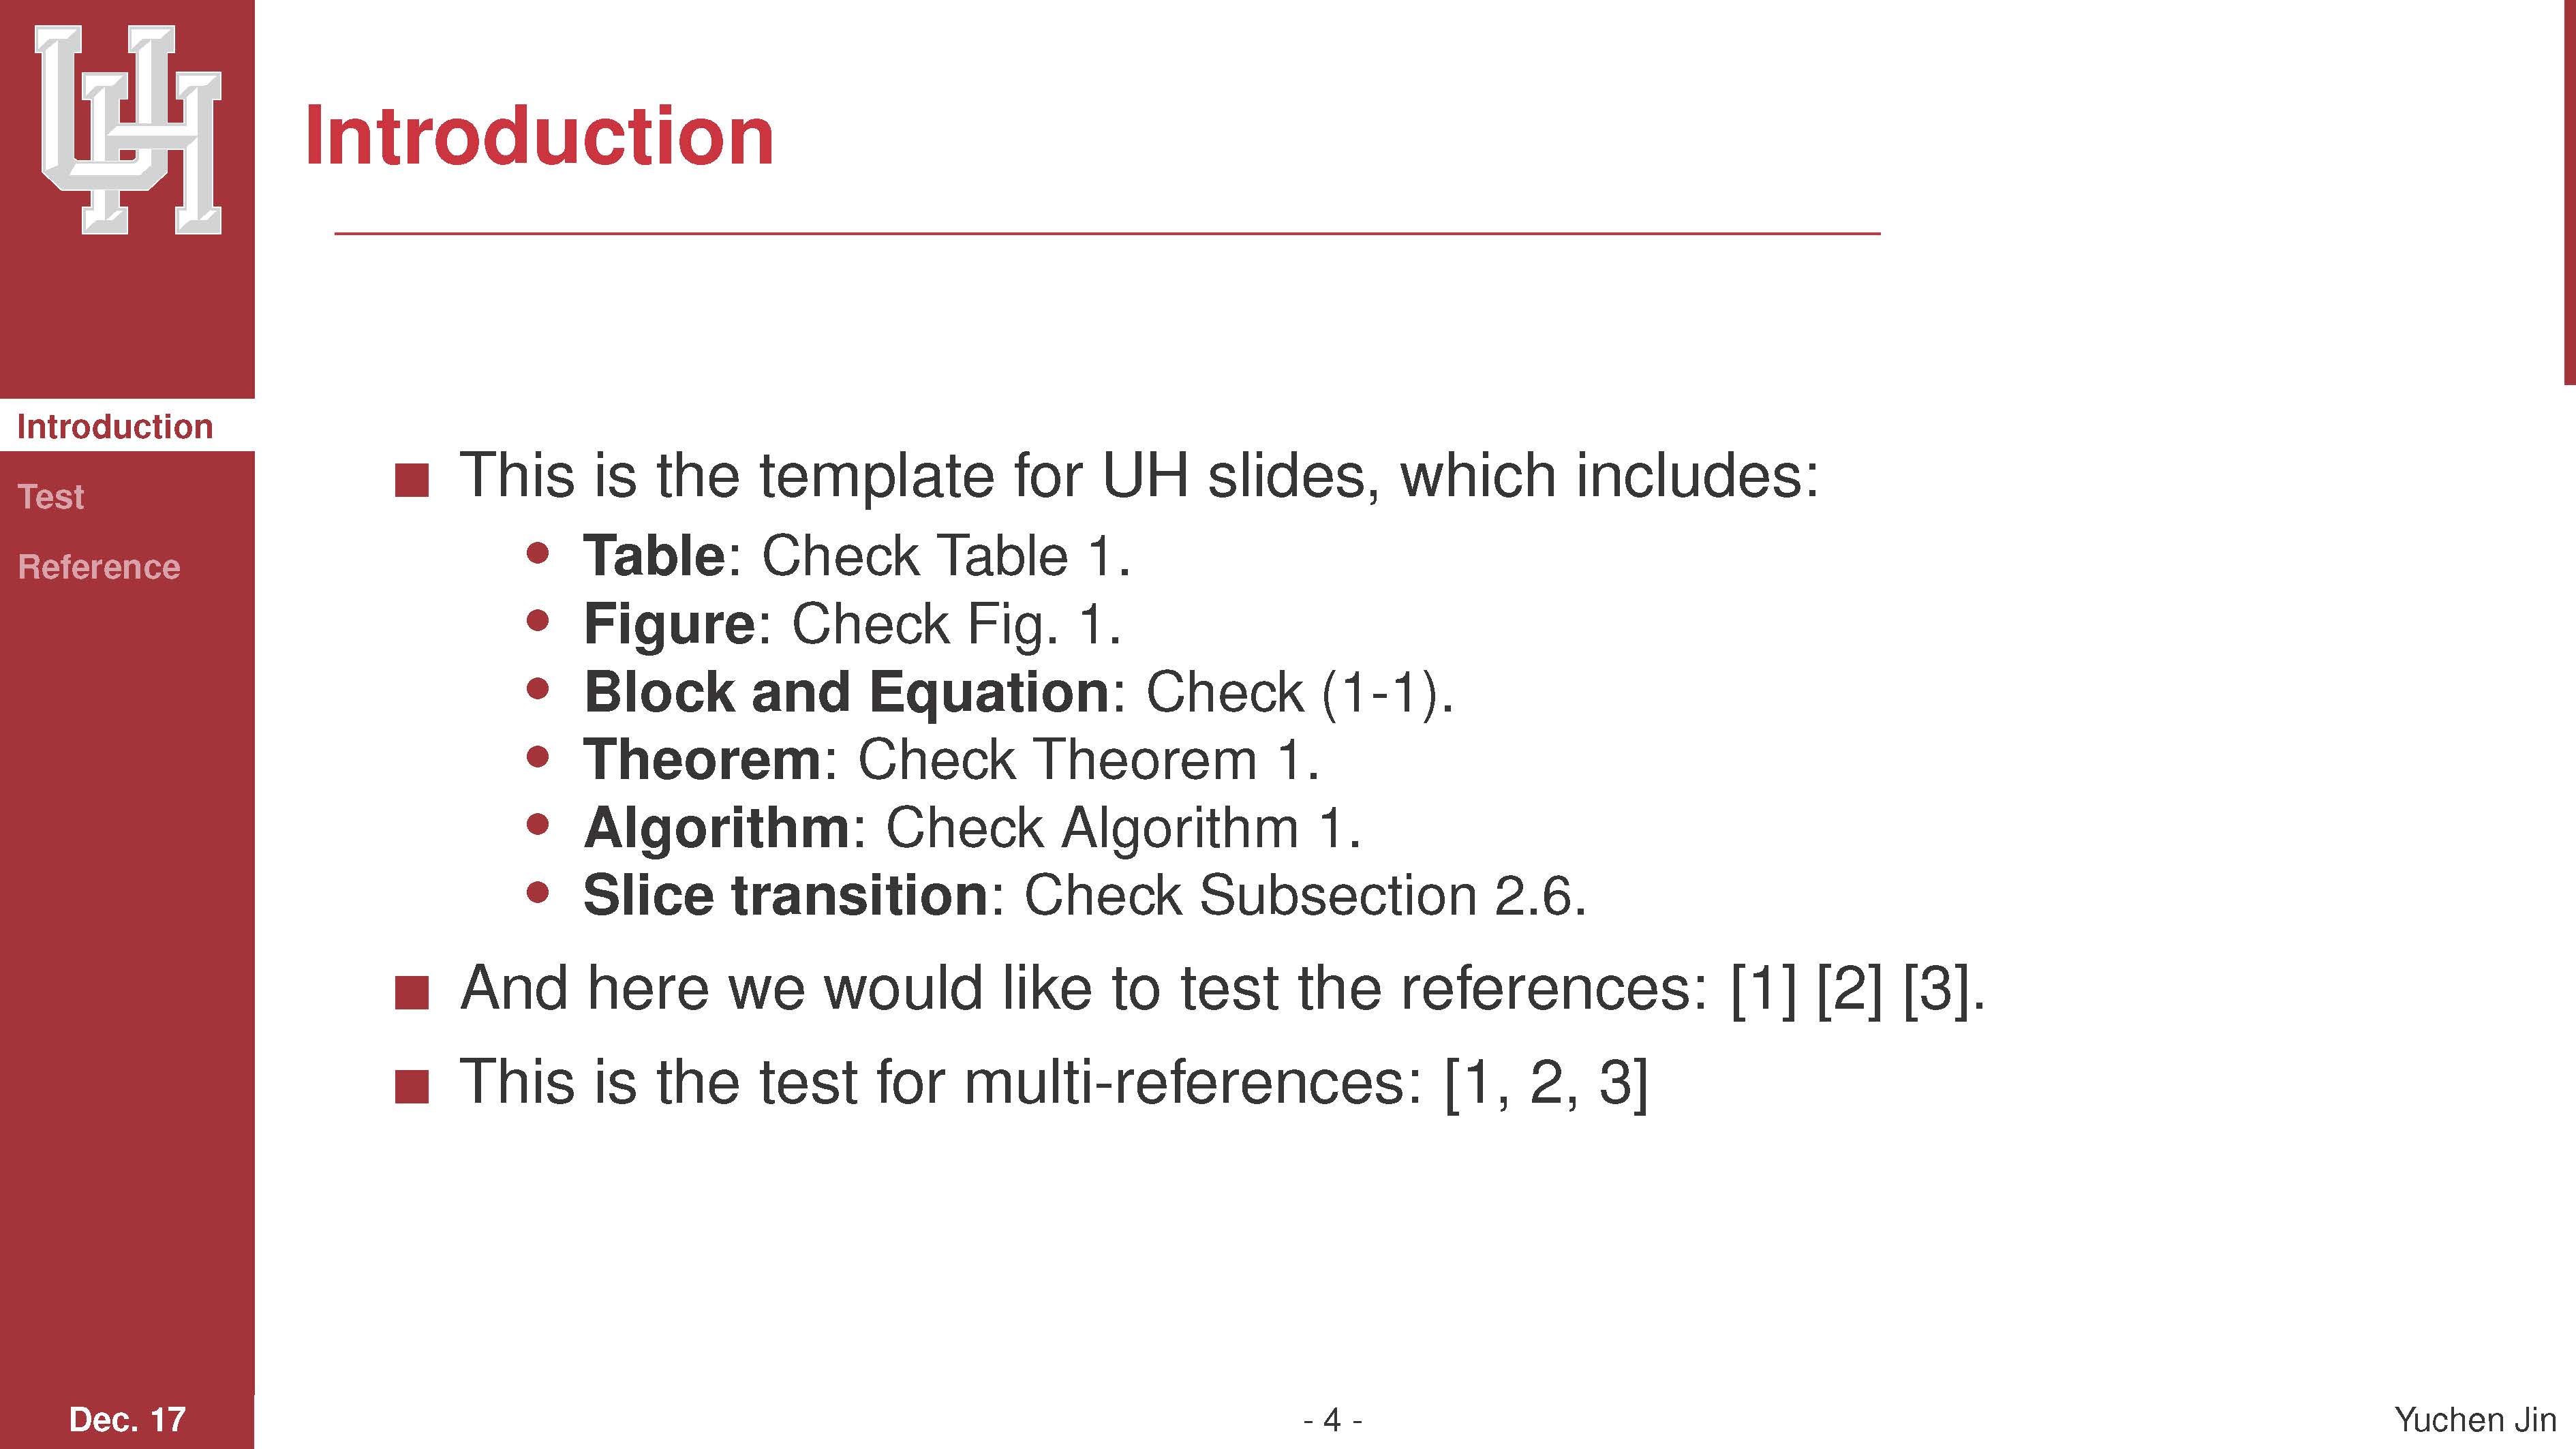 UH
Introduction
Introduction
Test
Reference
This is the template for UH slides, which includes:
Table: Check Table 1.
Figure: Check Fig. 1.
Block and Equation: Check (1-1).
Theorem: Check Theorem 1.
Algorithm: Check Algorithm 1.
Slice transition: Check Subsection 2.6.
And here we would like to test the references: [1] [2] [3].
This is the test for multi-references: [1, 2, 3]
Dec. 17
- 4 -
Yuchen Jin